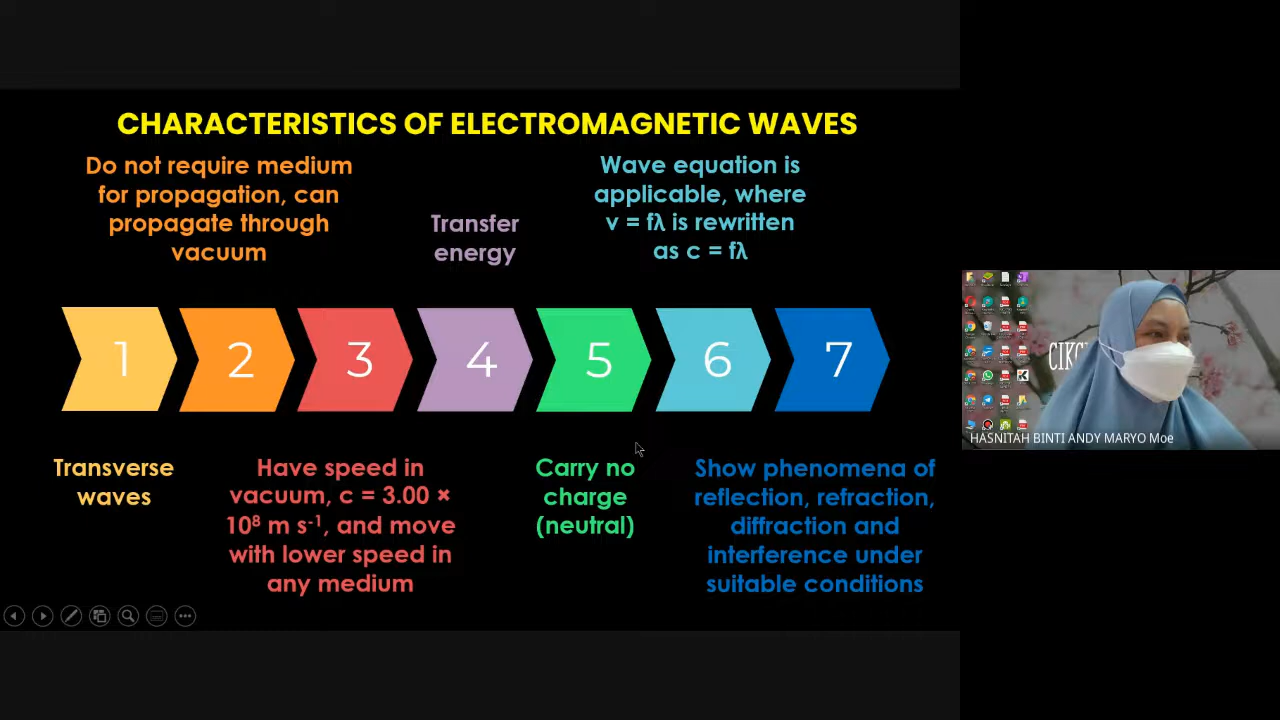 CHARACTERISTICS OF ELECTROMAGNETIC WAVES
Do not require medium
for propagation, can
propagate through
vacuum
Transfer
energy
Wave equation is
applicable, where
v = fλ is rewritten
as c = fλ
1
2
3
4
5
6
7
Transverse
waves
Have speed in
vacuum, c = 3.00 ×
10⁸ m s⁻¹, and move
with lower speed in
any medium
Carry no
charge
(neutral)
Show phenomena of
reflection, refraction,
diffraction and
interference under
suitable conditions
HASNITAH BINTI ANDY MARYO Moe